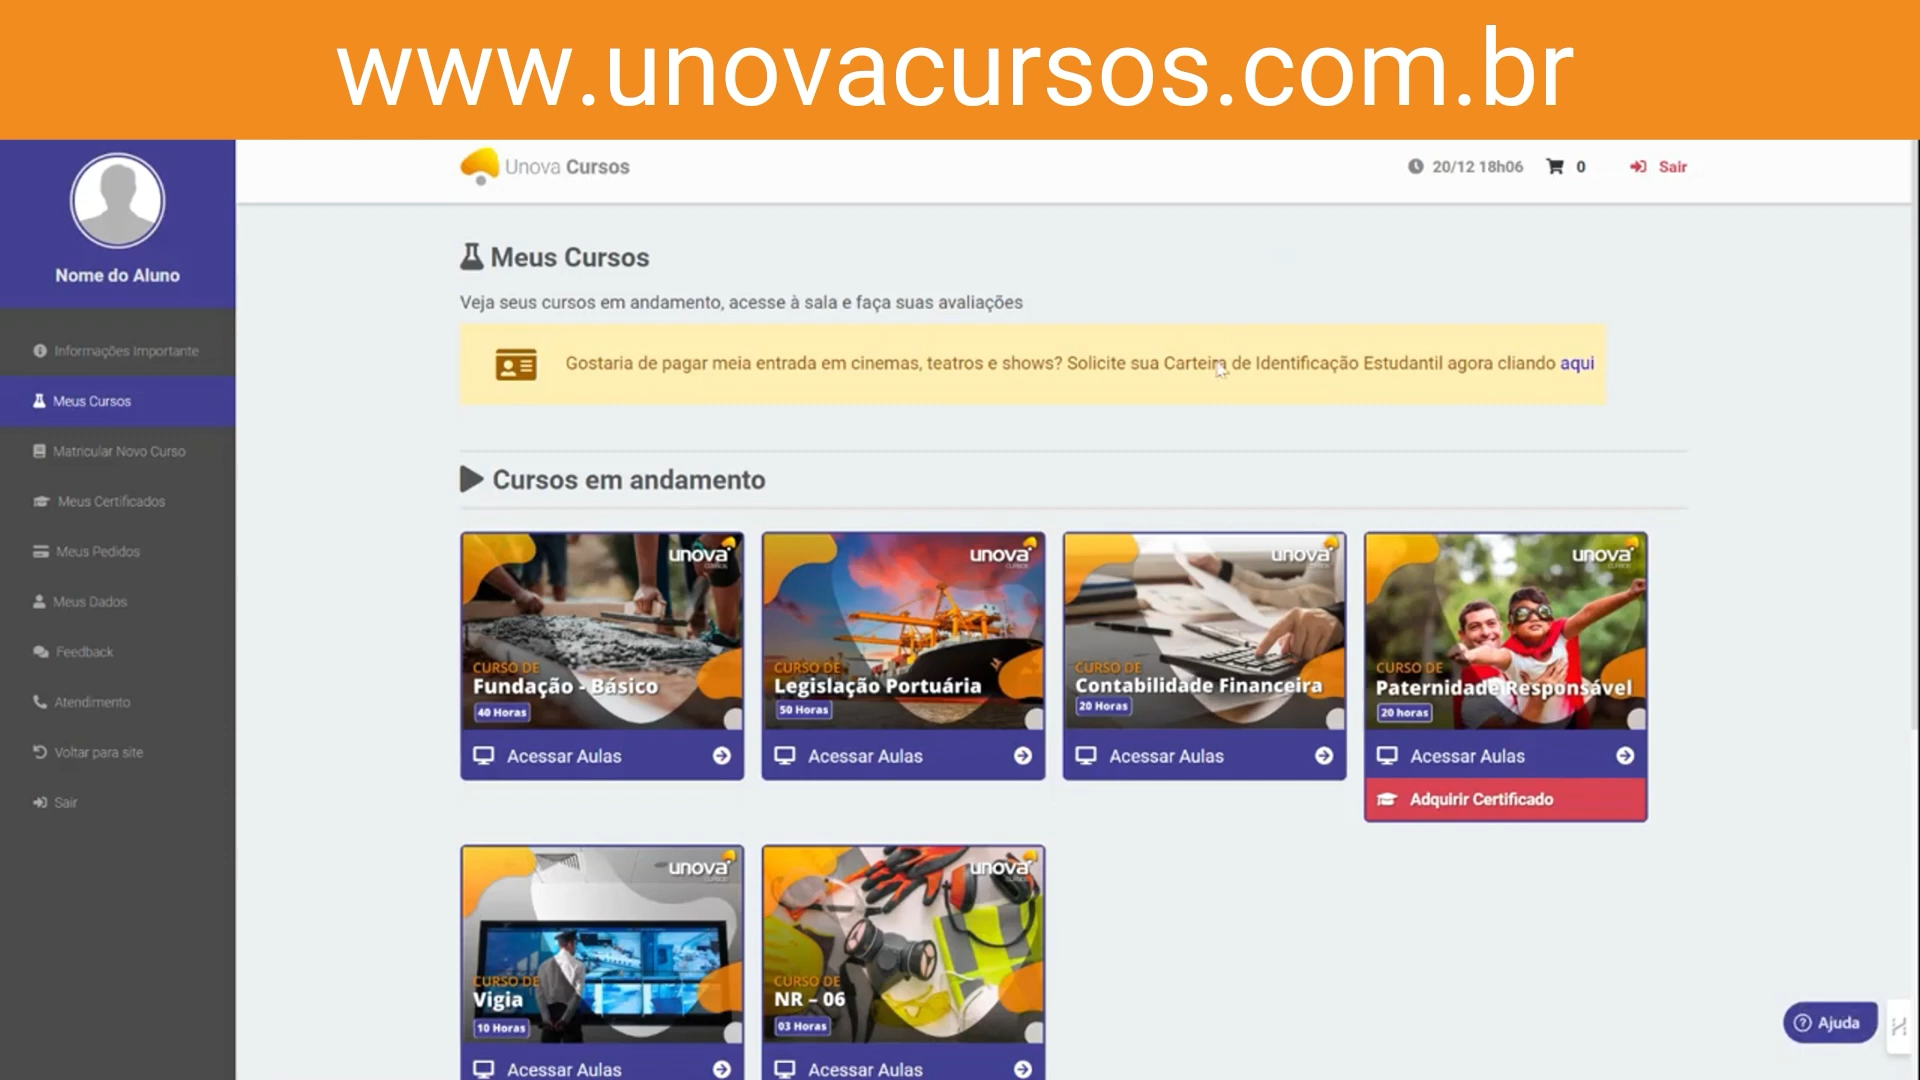 www.unovacursos.com.br
Unova Cursos
20/12 18h06
0
Sair
Nome do Aluno
Informações Importante
Meus Cursos
Matricular Novo Curso
Meus Certificados
Meus Pedidos
Meus Dados
Feedback
Atendimento
Voltar para site
Sair
Meus Cursos
Veja seus cursos em andamento, acesse à sala e faça suas avaliações
Gostaria de pagar meia entrada em cinemas, teatros e shows? Solicite sua Carteira de Identificação Estudantil agora cliando aqui
Cursos em andamento
unova
CURSOS
CURSO DE
Fundação - Básico
40 Horas
Acessar Aulas
unova
CURSOS
CURSO DE
Legislação Portuária
50 Horas
Acessar Aulas
unova
CURSOS
CURSO DE
Contabilidade Financeira
20 Horas
Acessar Aulas
unova
CURSOS
CURSO DE
Paternidade Responsável
20 horas
Acessar Aulas
Adquirir Certificado
unova
CURSOS
CURSO DE
Vigia
10 Horas
Acessar Aulas
unova
CURSOS
CURSO DE
NR – 06
03 Horas
Acessar Aulas
Ajuda